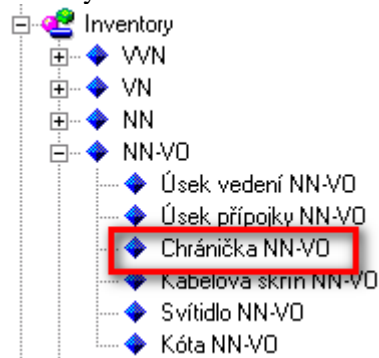 Inventory
VVN
VN
NN
NN-VO
Úsek vedení NN-VO
Úsek přípojky NN-VO
Chránička NN-VO
Kabelová skříň NN-VO
Svítidlo NN-VO
Kóta NN-VO